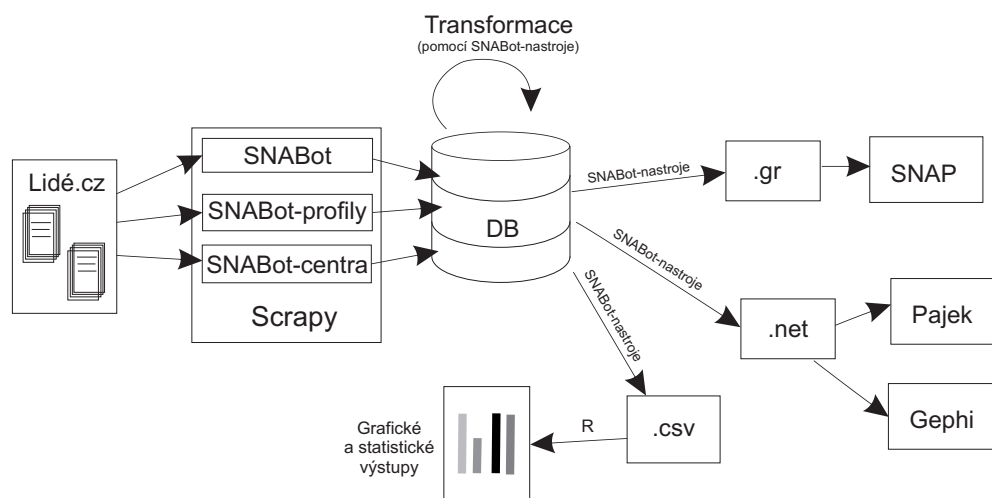 Transformace
(pomocí SNABot-nastroje)
Lidé.cz
SNABot
SNABot-profily
SNABot-centra
Scrapy
DB
SNABot-nastroje
.gr
SNAP
SNABot-nastroje
.net
Pajek
Gephi
SNABot-nastroje
.csv
R
Grafické
a statistické
výstupy